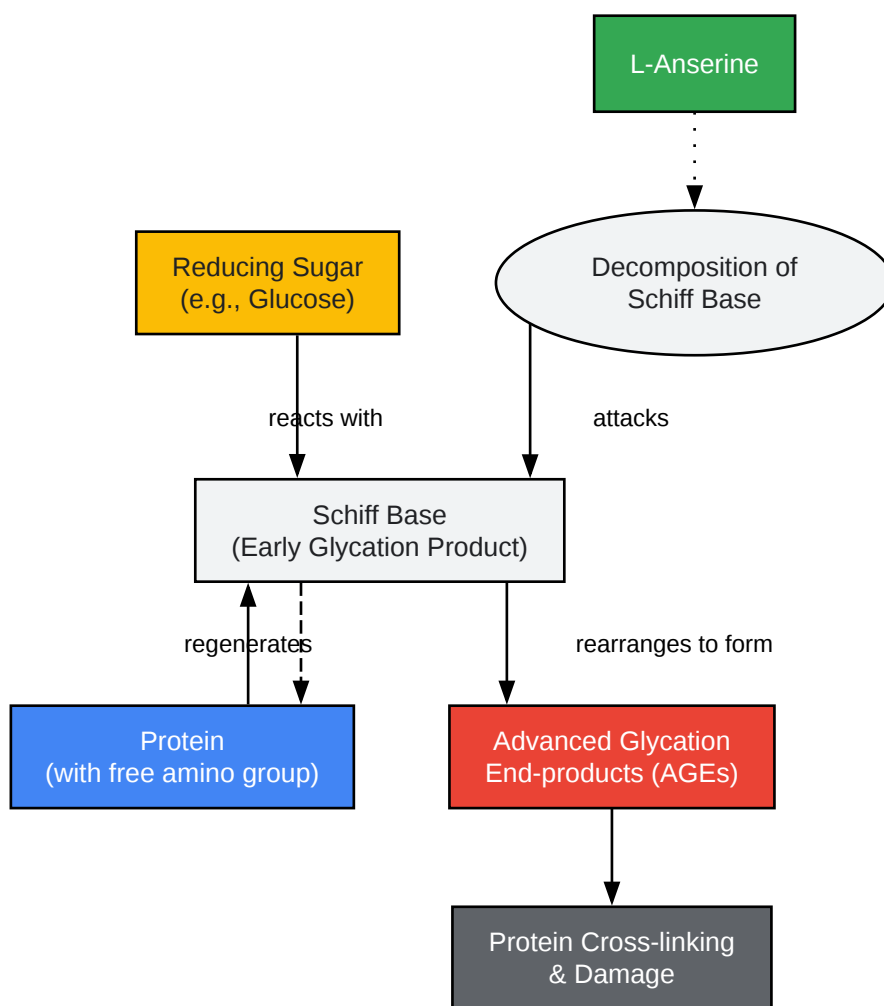 L-Anserine
Reducing Sugar
(e.g., Glucose)
Decomposition of
Schiff Base
reacts with
attacks
Schiff Base
(Early Glycation Product)
regenerates
rearranges to form
Protein
(with free amino group)
Advanced Glycation
End-products (AGEs)
Protein Cross-linking
& Damage